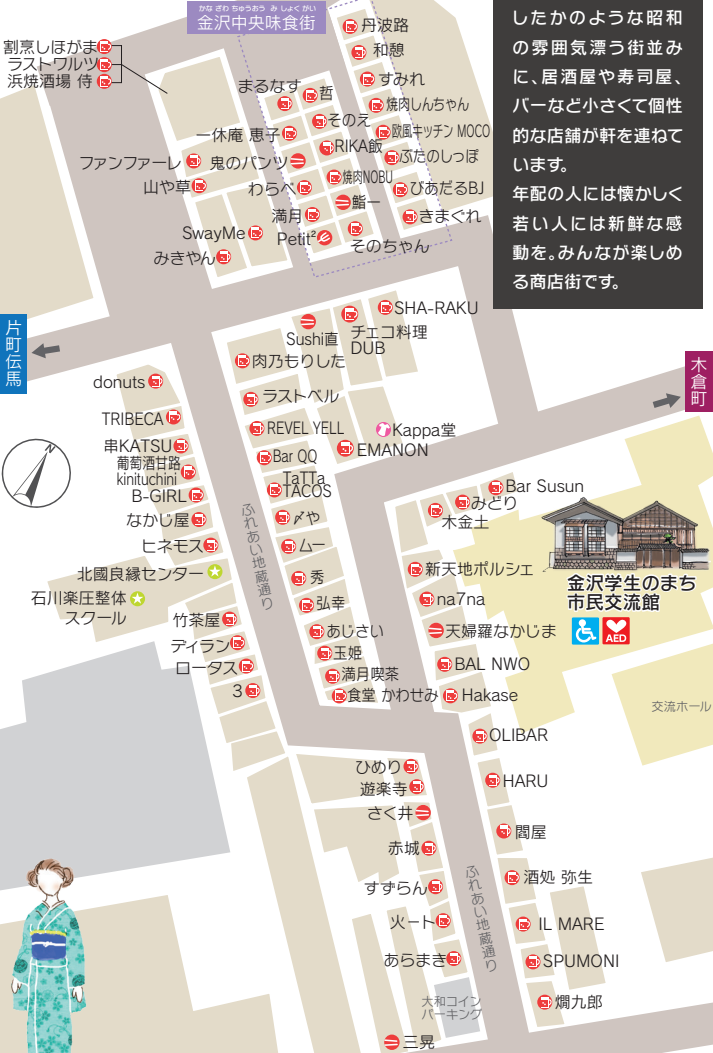 かなざわちゅうおうみしょくがい
金沢中央味食街
したかのような昭和
の雰囲気漂う街並み
に、居酒屋や寿司屋、
バーなど小さくて個性
的な店舗が軒を連ねて
います。
年配の人には懐かしく
若い人には新鮮な感
動を。みんなが楽しめ
る商店街です。
割烹しほがま
ラストワルツ
浜焼酒場 侍
丹波路
和憩
すみれ
焼肉しんちゃん
欧風キッチン MOCO
ぶたのしっぽ
びあだるBJ
きまぐれ
まるなす
哲
そのえ
一休庵 恵子
RIKA飯
ファンファーレ
鬼のパンツ
焼肉NOBU
山や草
わらべ
鮨一
満月
SwayMe
Petit²
そのちゃん
みきやん
片町伝馬
木倉町
SHA-RAKU
Sushi直
チェコ料理
DUB
肉乃もりした
donuts
ラストベル
TRIBECA
REVEL YELL
Kappa堂
EMANON
串KATSU
Bar QQ
葡萄酒甘路
kinituchini
TaTTa
TACOS
B-GIRL
なかじ屋
〆や
ヒネモス
ムー
ふれあい地蔵通り
北國良縁センター
秀
石川楽圧整体
スクール
弘幸
竹茶屋
あじさい
ディラン
玉姫
ロータス
満月喫茶
3
食堂 かわせみ
N
Bar Susun
みどり
木金土
新天地ポルシェ
na7na
天婦羅なかじま
BAL NWO
Hakase
金沢学生のまち
市民交流館
AED
交流ホール
OLIBAR
ひめり
遊楽寺
HARU
さく井
閻屋
赤城
すずらん
酒処 弥生
ふれあい地蔵通り
火ート
IL MARE
あらまき
SPUMONI
大和コイン
パーキング
燗九郎
三晃